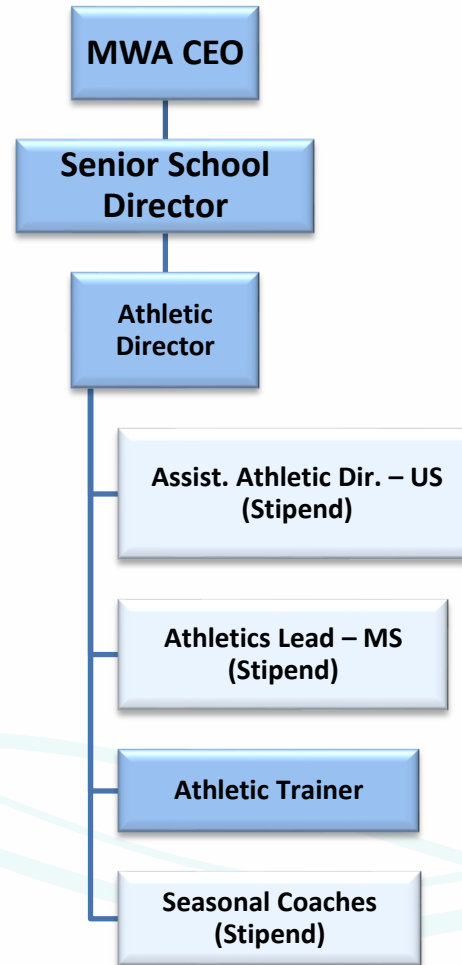 MWA CEO
Senior School
Director
Athletic
Director
Assist. Athletic Dir. – US
(Stipend)
Athletics Lead – MS
(Stipend)
Athletic Trainer
Seasonal Coaches
(Stipend)